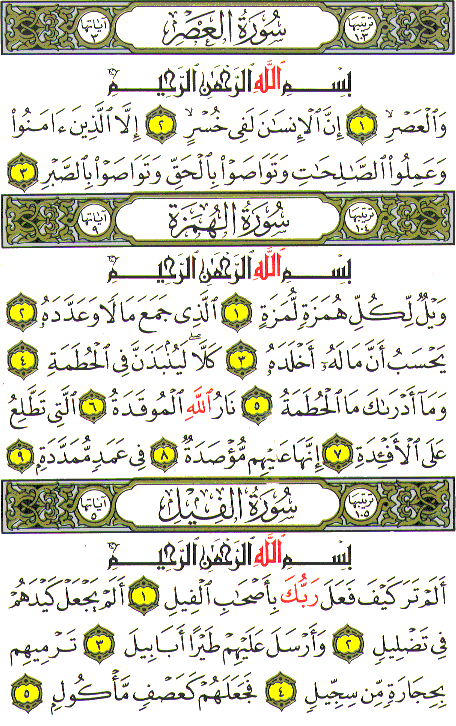 ترتيبها ١٠٣ سُورَةُ العَصْرِ آياتها ٣
بِسْمِ ٱللَّهِ ٱلرَّحْمَٰنِ ٱلرَّحِيمِ
وَٱلْعَصْرِ ١ إِنَّ ٱلْإِنسَٰنَ لَفِى خُسْرٍ ٢ إِلَّا ٱلَّذِينَ ءَامَنُوا۟
وَعَمِلُوا۟ ٱلصَّٰلِحَٰتِ وَتَوَاصَوْا۟ بِٱلْحَقِّ وَتَوَاصَوْا۟ بِٱلصَّبْرِ ٣
ترتيبها ١٠٤ سُورَةُ الهُمَزَةِ آياتها ٩
بِسْمِ ٱللَّهِ ٱلرَّحْمَٰنِ ٱلرَّحِيمِ
وَيْلٌ لِّكُلِّ هُمَزَةٍ لُّمَزَةٍ ١ ٱلَّذِى جَمَعَ مَالًا وَعَدَّدَهُۥ ٢
يَحْسَبُ أَنَّ مَالَهُۥٓ أَخْلَدَهُۥ ٣ كَلَّا ۖ لَيُنۢبَذَنَّ فِى ٱلْحُطَمَةِ ٤
وَمَآ أَدْرَىٰكَ مَا ٱلْحُطَمَةُ ٥ نَارُ ٱللَّهِ ٱلْمُوقَدَةُ ٦ ٱلَّتِى تَطَّلِعُ
عَلَى ٱلْأَفْـِٔدَةِ ٧ إِنَّهَا عَلَيْهِم مُّؤْصَدَةٌ ٨ فِى عَمَدٍ مُّمَدَّدَةٍۭ ٩
ترتيبها ١٠٥ سُورَةُ الفِيلِ آياتها ٥
بِسْمِ ٱللَّهِ ٱلرَّحْمَٰنِ ٱلرَّحِيمِ
أَلَمْ تَرَ كَيْفَ فَعَلَ رَبُّكَ بِأَصْحَٰبِ ٱلْفِيلِ ١ أَلَمْ يَجْعَلْ كَيْدَهُمْ
فِى تَضْلِيلٍ ٢ وَأَرْسَلَ عَلَيْهِمْ طَيْرًا أَبَابِيلَ ٣ تَرْمِيهِم
بِحِجَارَةٍ مِّن سِجِّيلٍ ٤ فَجَعَلَهُمْ كَعَصْفٍ مَّأْكُولٍۭ ٥